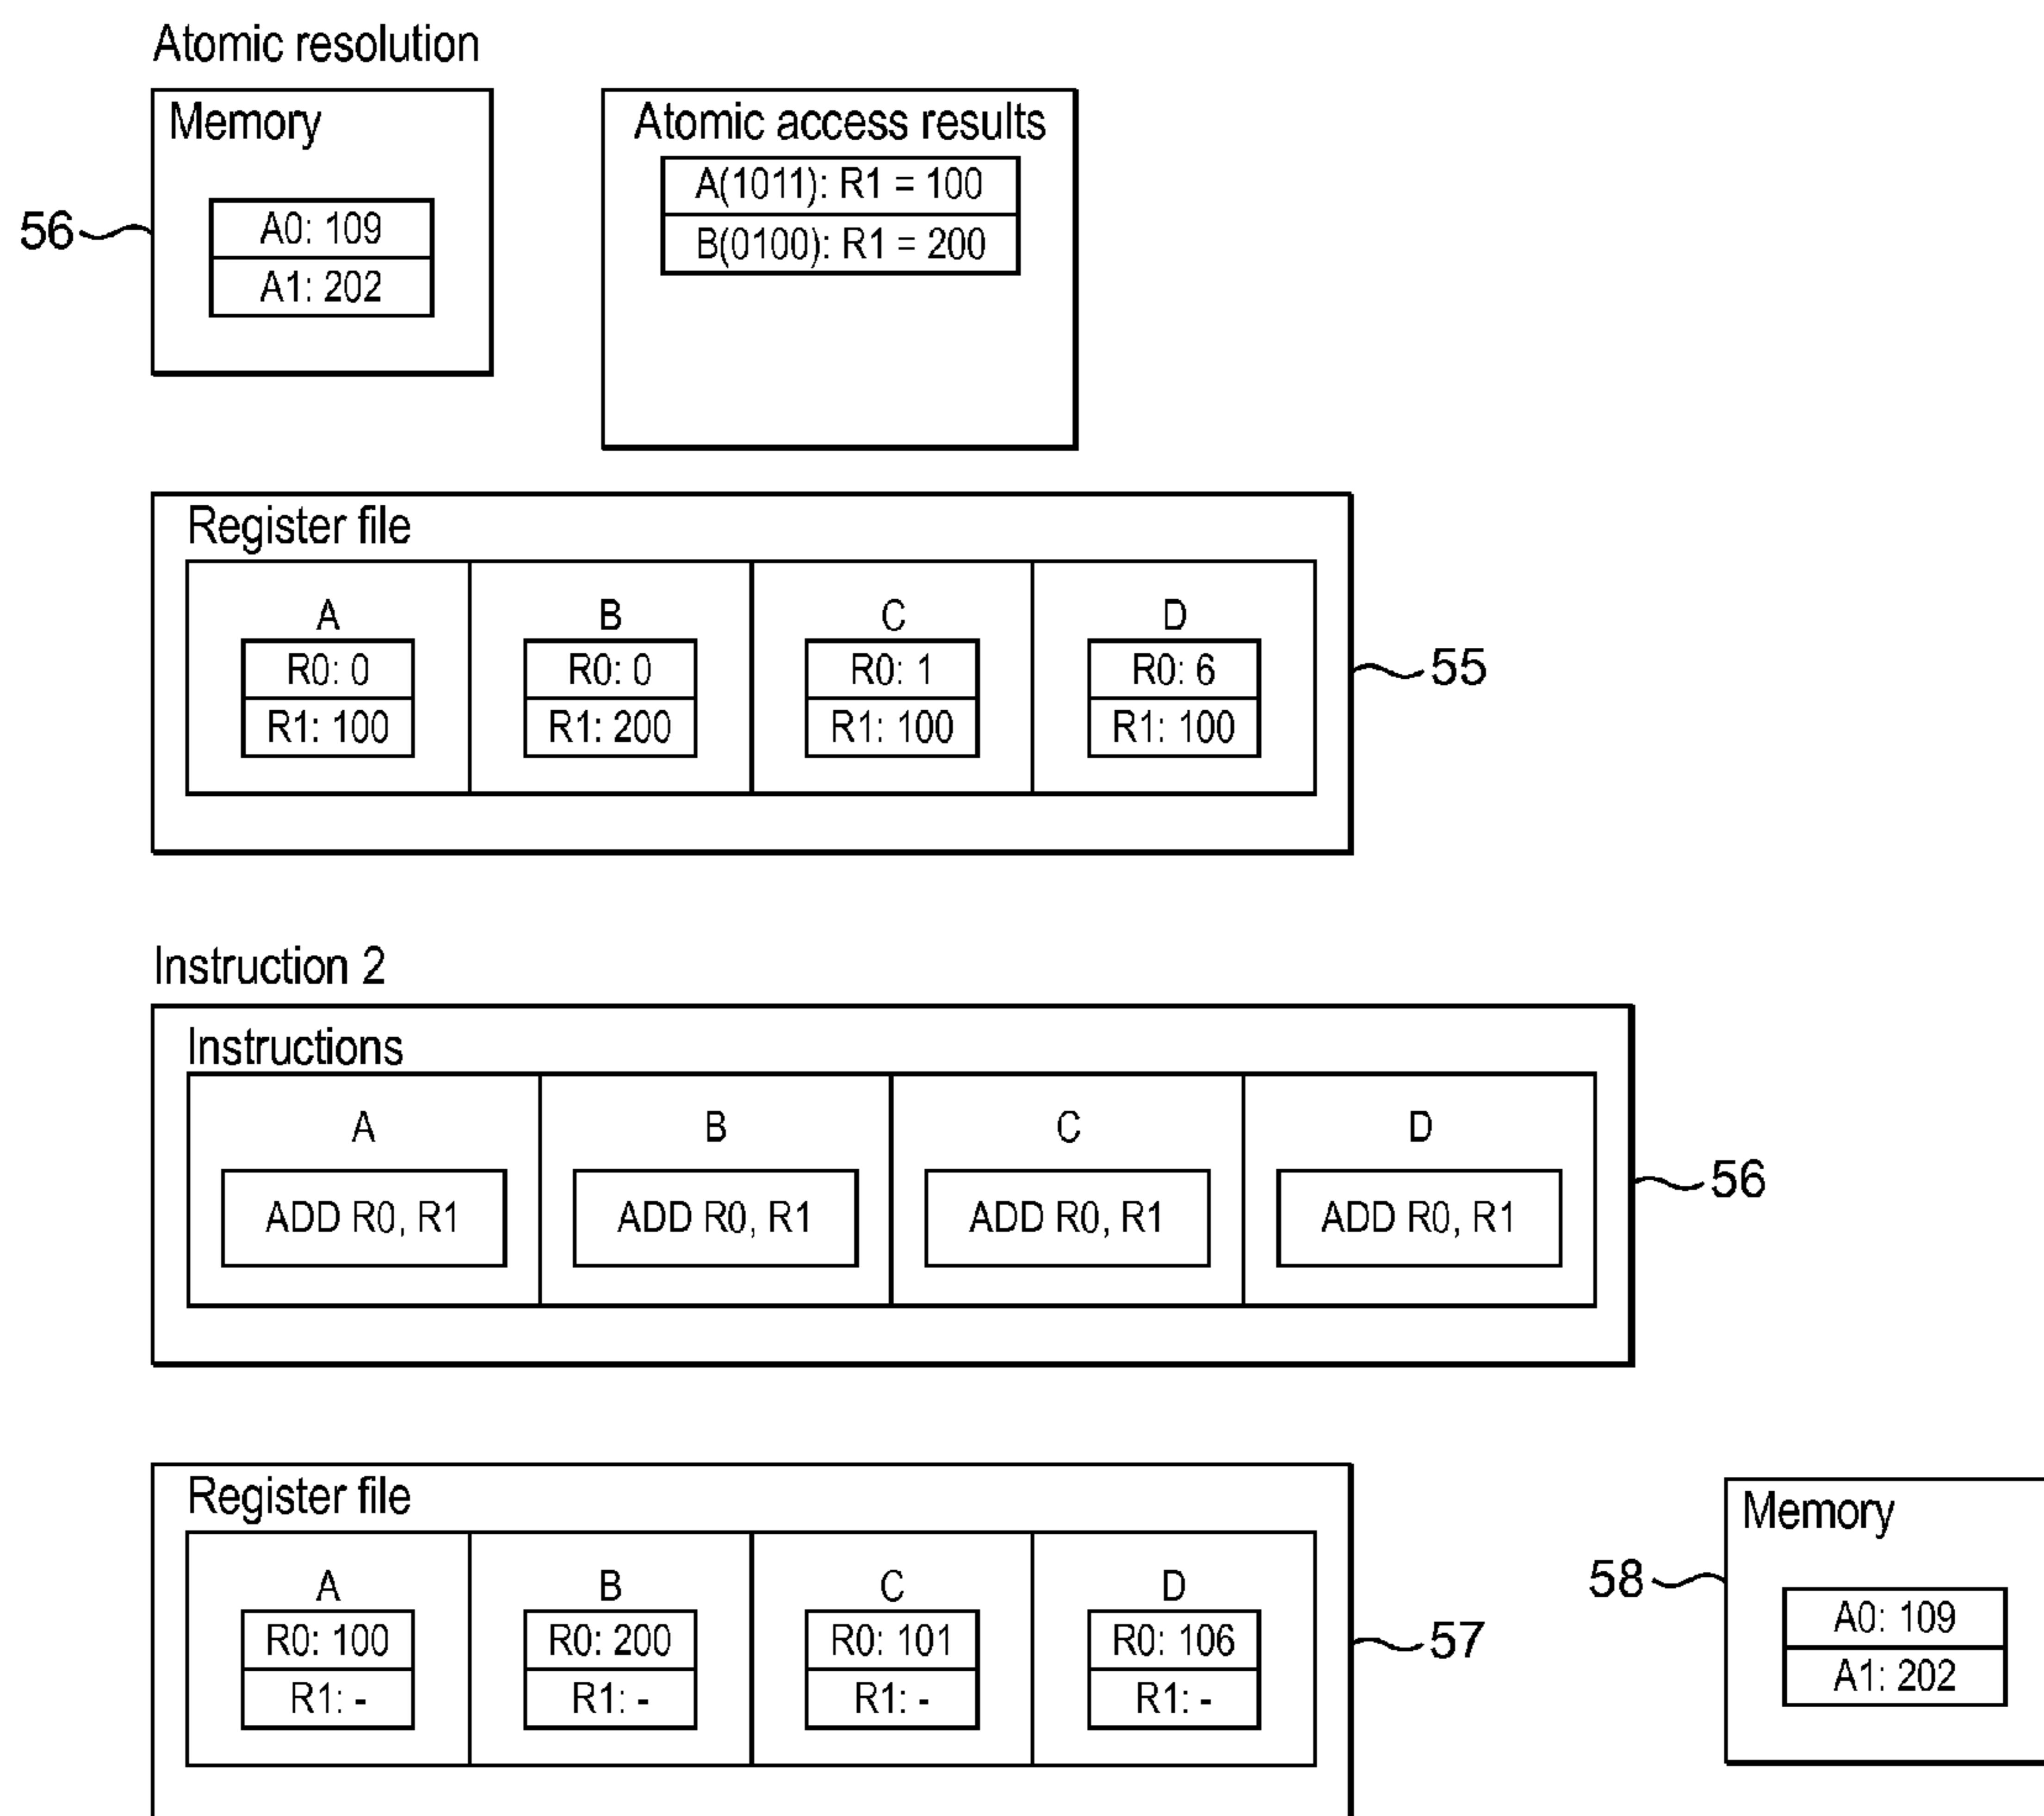 Atomic resolution
Memory
Atomic access results
A0: 109
A1: 202
A(1011): R1 = 100
B(0100): R1 = 200
56
Register file
A
B
C
D
R0: 0
R0: 0
R0: 1
R0: 6
R1: 100
R1: 200
R1: 100
R1: 100
55
Instruction 2
Instructions
A
B
C
D
ADD R0, R1
ADD R0, R1
ADD R0, R1
ADD R0, R1
56
Register file
A
B
C
D
R0: 100
R0: 200
R0: 101
R0: 106
R1: -
R1: -
R1: -
R1: -
57
Memory
58
A0: 109
A1: 202